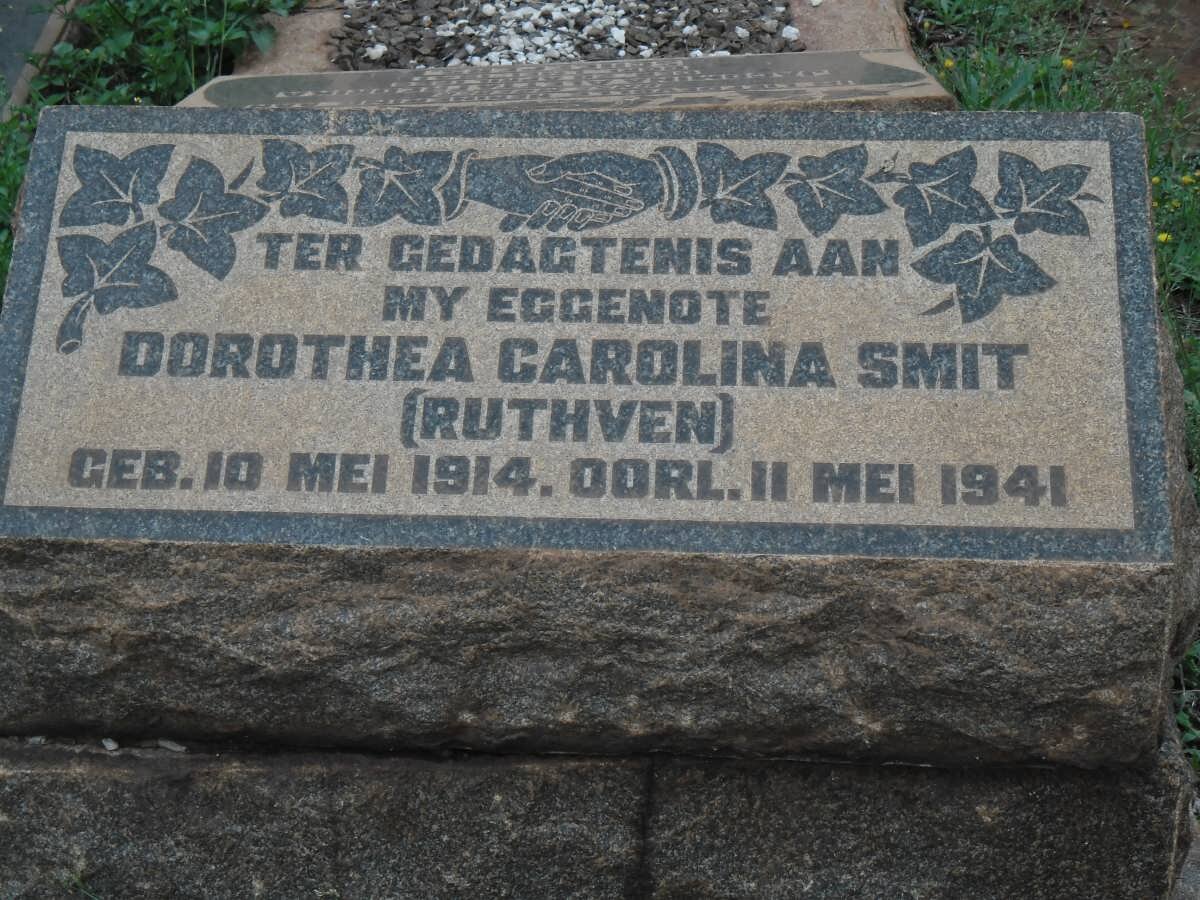 TER GEDAGTENIS AAN
MY EGGENOTE
DOROTHEA CAROLINA SMIT
(RUTHVEN)
GEB. 10 MEI 1914. OORL. 11 MEI 1941